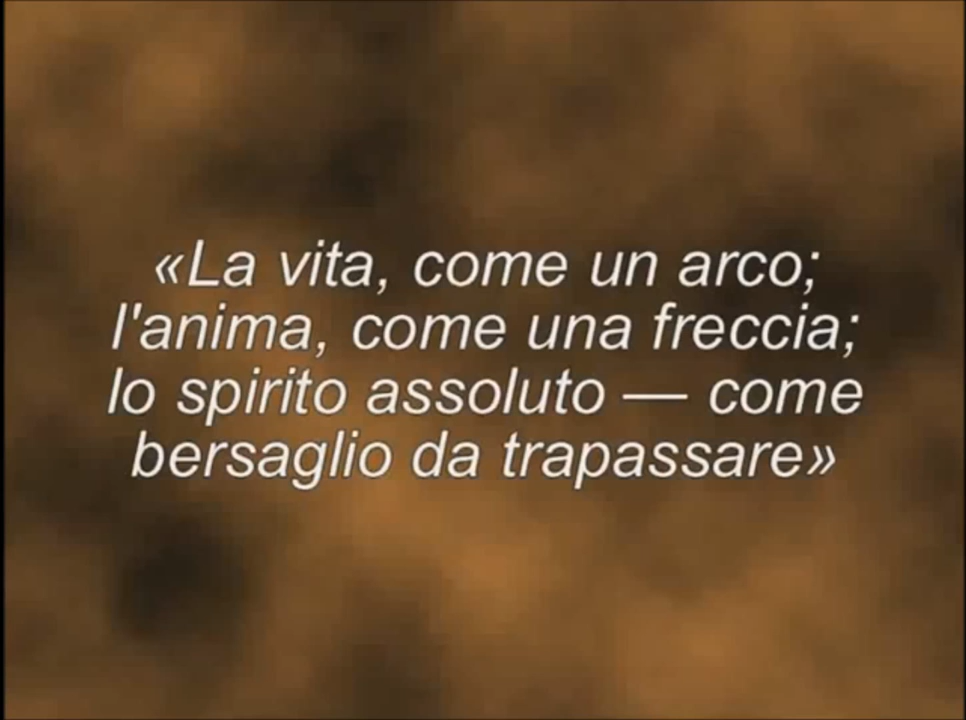 «La vita, come un arco;
l'anima, come una freccia;
lo spirito assoluto — come
bersaglio da trapassare»